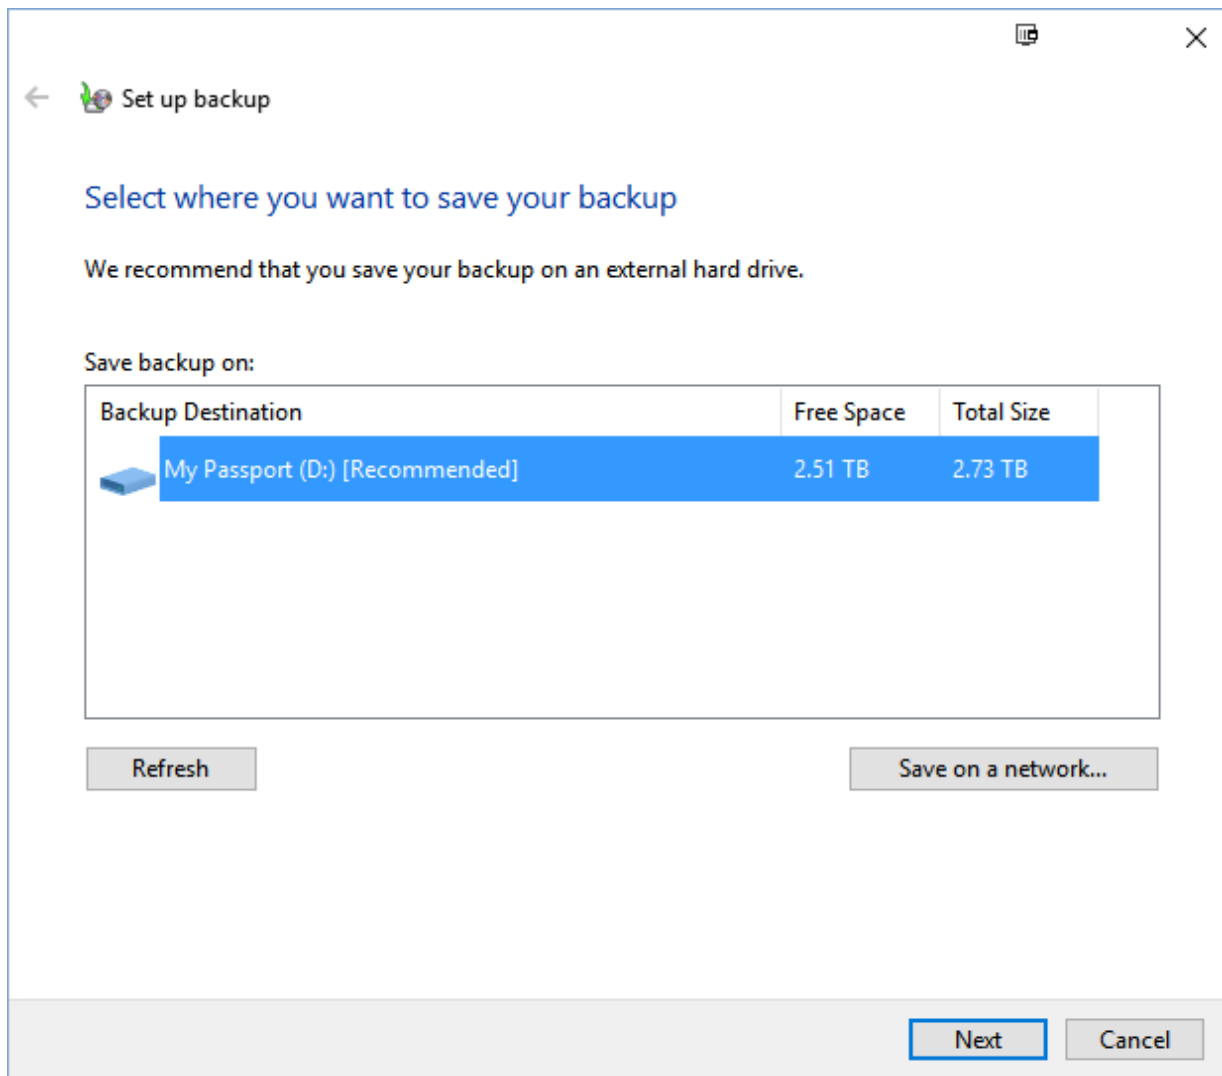 Set up backup
Select where you want to save your backup
We recommend that you save your backup on an external hard drive.
Save backup on:
Backup Destination Free Space Total Size
My Passport (D:) [Recommended] 2.51 TB 2.73 TB
Refresh Save on a network...
Next Cancel